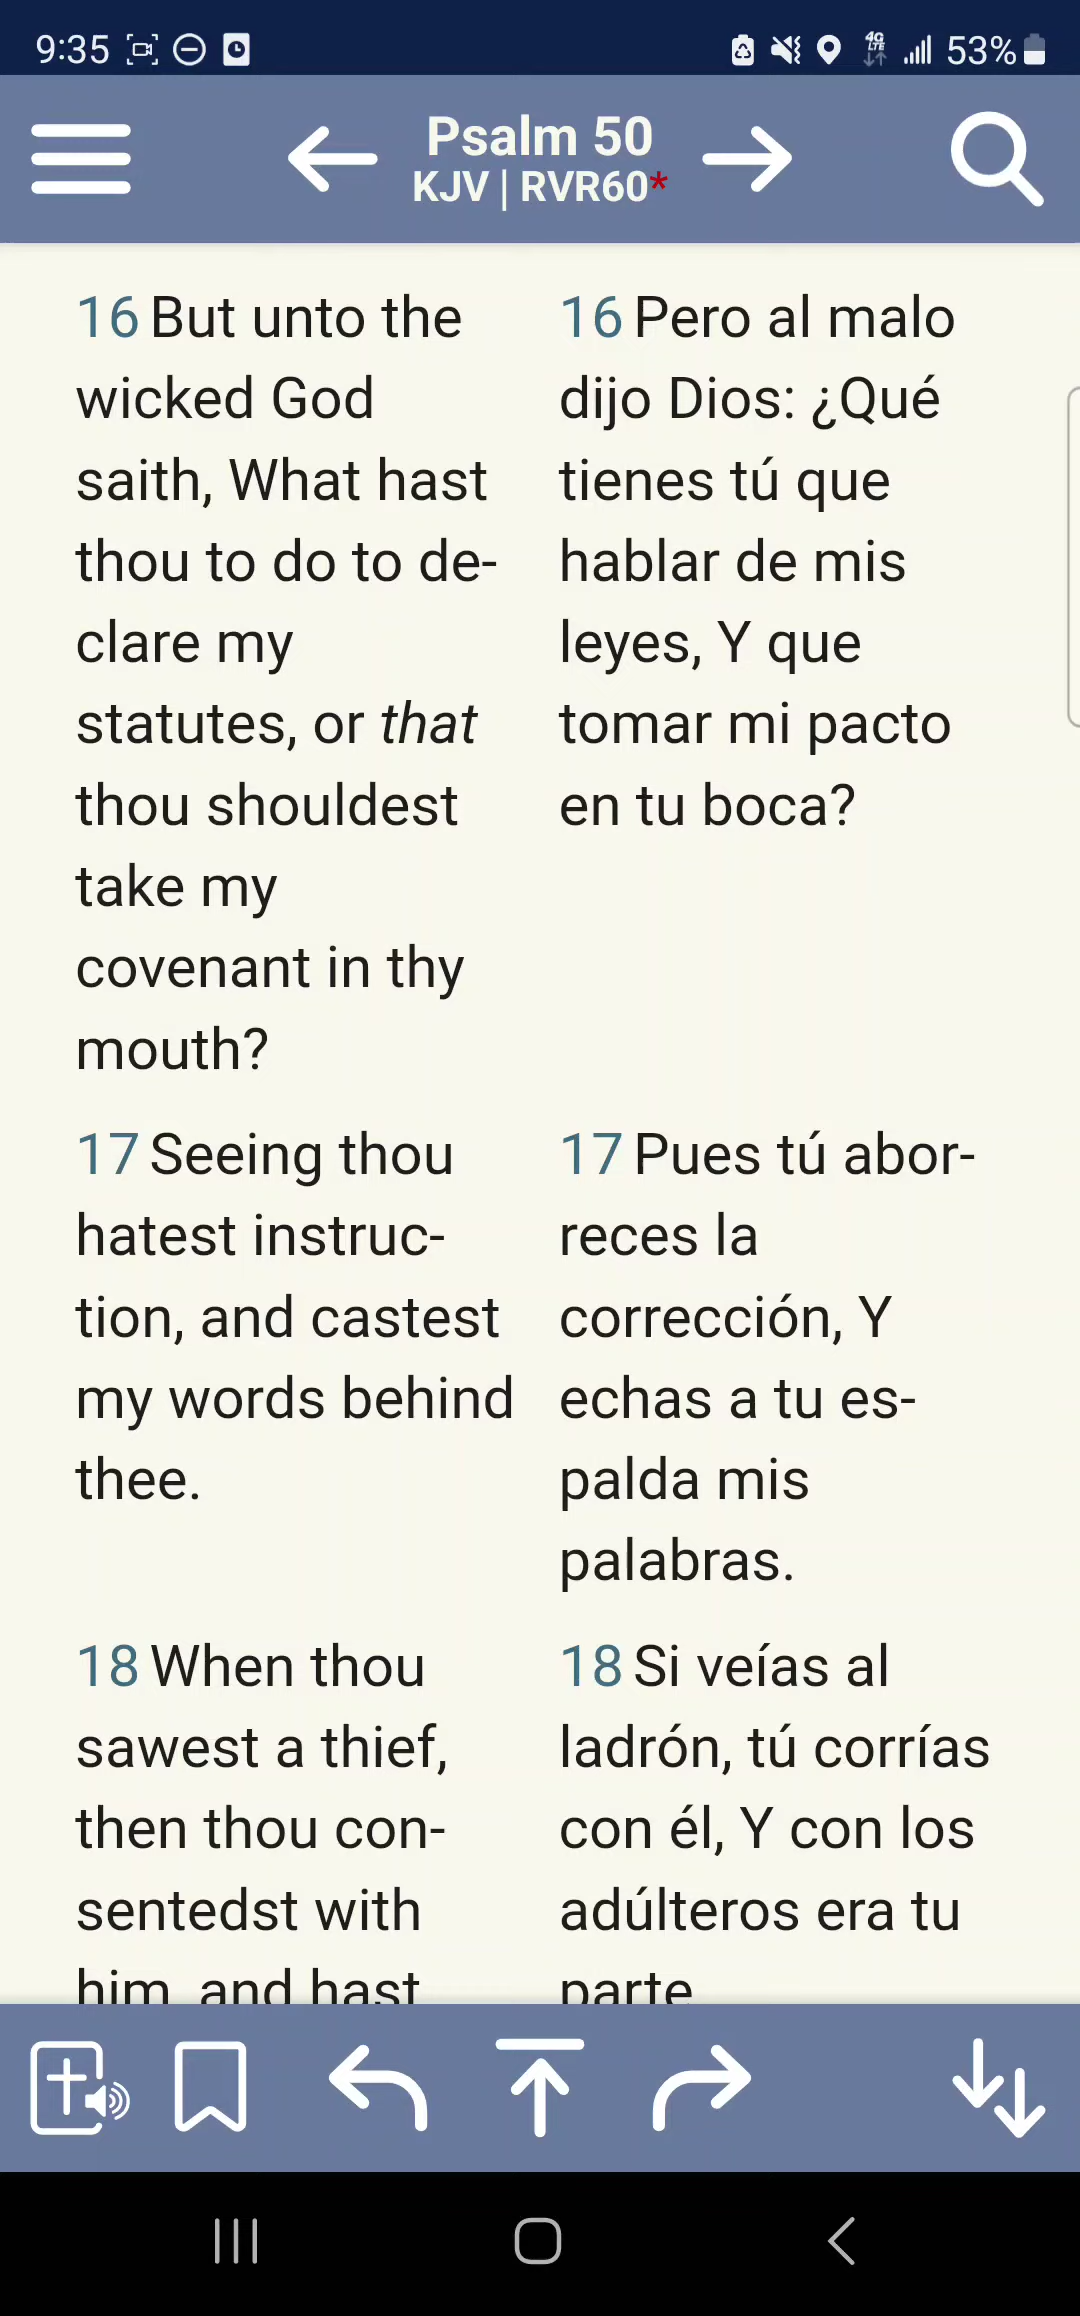 9:35
4G LTE 53%
Psalm 50
KJV | RVR60*
16 But unto the
wicked God
saith, What hast
thou to do to de-
clare my
statutes, or that
thou shouldest
take my
covenant in thy
mouth?
16 Pero al malo
dijo Dios: ¿Qué
tienes tú que
hablar de mis
leyes, Y que
tomar mi pacto
en tu boca?
17 Seeing thou
hatest instruc-
tion, and castest
my words behind
thee.
17 Pues tú abor-
reces la
corrección, Y
echas a tu es-
palda mis
palabras.
18 When thou
sawest a thief,
then thou con-
sentedst with
him, and hast
18 Si veías al
ladrón, tú corrías
con él, Y con los
adúlteros era tu
parte